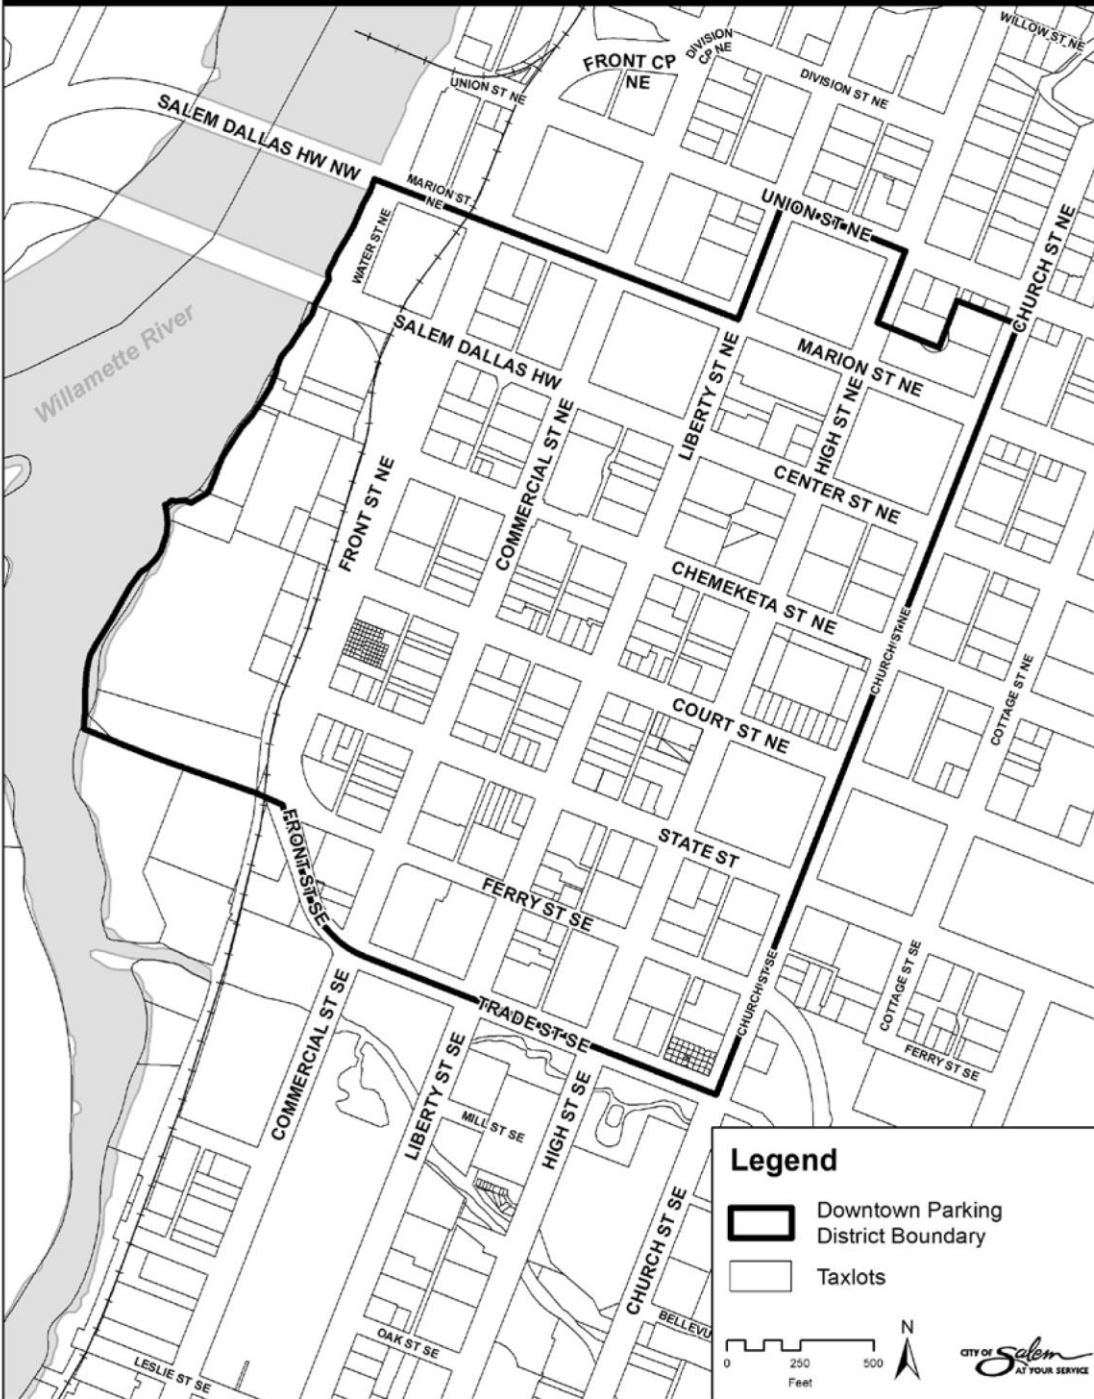 WILLOW ST NE
DIVISION
CP NE
FRONT CP
NE
DIVISION ST NE
UNION ST NE
SALEM DALLAS HW NW
MARION ST
NE
UNION ST NE
CHURCH ST NE
WATER ST NE
Willamette River
SALEM DALLAS HW
MARION ST NE
LIBERTY ST NE
HIGH ST NE
COMMERCIAL ST NE
CENTER ST NE
FRONT ST NE
CHEMEKETA ST NE
CHURCH ST NE
COTTAGE ST NE
COURT ST NE
STATE ST
FRONT ST SE
FERRY ST SE
CHURCH ST SE
COTTAGE ST SE
TRADE ST SE
FERRY ST SE
COMMERCIAL ST SE
LIBERTY ST SE
HIGH ST SE
MILL ST SE
CHURCH ST SE
BELLEVU
OAK ST SE
LESLIE ST SE
Legend
Downtown Parking
District Boundary
Taxlots
N
0 250 500
Feet
CITY OF Salem
AT YOUR SERVICE